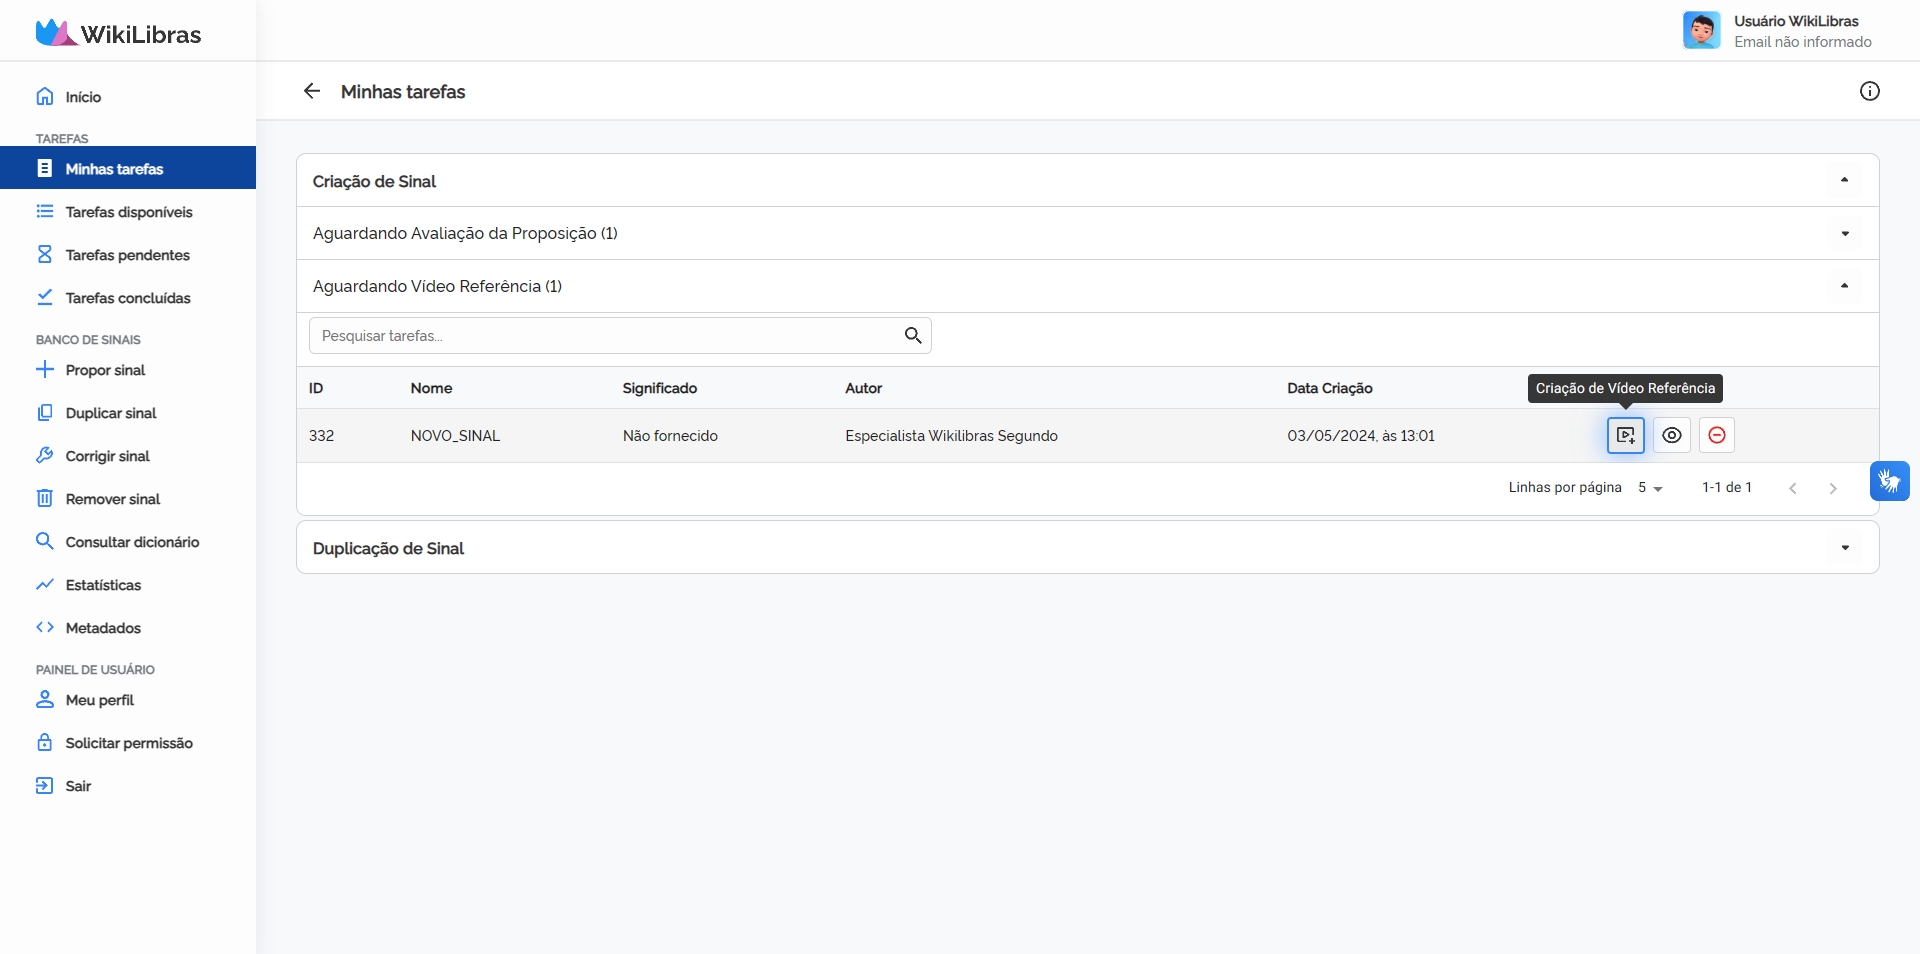 WikiLibras
Usuário WikiLibras
Email não informado
Início
TAREFAS
Minhas tarefas
Tarefas disponíveis
Tarefas pendentes
Tarefas concluídas
BANCO DE SINAIS
Propor sinal
Duplicar sinal
Corrigir sinal
Remover sinal
Consultar dicionário
Estatísticas
Metadados
PAINEL DE USUÁRIO
Meu perfil
Solicitar permissão
Sair
Minhas tarefas
Criação de Sinal
Aguardando Avaliação da Proposição (1)
Aguardando Vídeo Referência (1)
Pesquisar tarefas...
ID Nome Significado Autor Data Criação
Criação de Vídeo Referência
332 NOVO_SINAL Não fornecido Especialista Wikilibras Segundo 03/05/2024, às 13:01
Linhas por página 5 1-1 de 1
Duplicação de Sinal